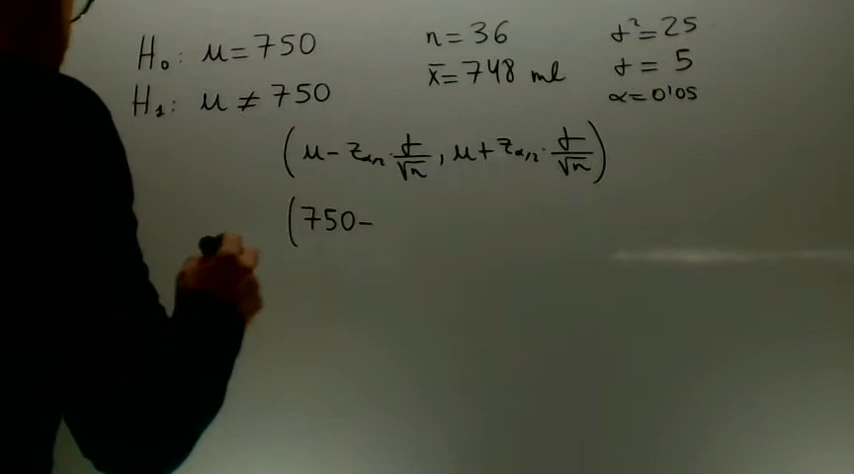 H₀: μ = 750 n = 36 σ² = 25
H₁: μ ≠ 750 x̄ = 748 ml σ = 5
α = 0'05
(μ - z_{α/2} · σ/√n , μ + z_{α/2} · σ/√n)
(750 -